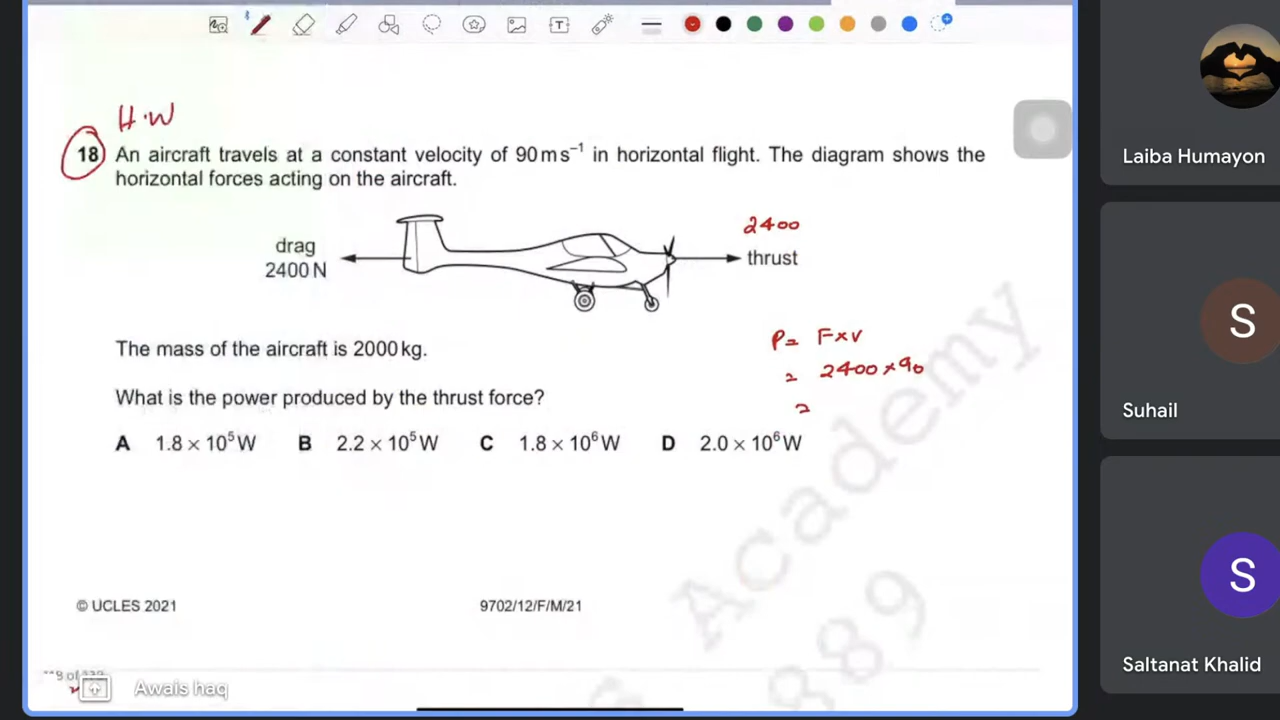 T
H.W
18 An aircraft travels at a constant velocity of 90 m s⁻¹ in horizontal flight. The diagram shows the
horizontal forces acting on the aircraft.
2400
drag
2400 N
thrust
The mass of the aircraft is 2000 kg.
P= F×v
= 2400×90
=
What is the power produced by the thrust force?
A 1.8 × 10⁵ W B 2.2 × 10⁵ W C 1.8 × 10⁶ W D 2.0 × 10⁶ W
© UCLES 2021 9702/12/F/M/21
Academy
889
Awais haq
Laiba Humayon
S
Suhail
S
Saltanat Khalid